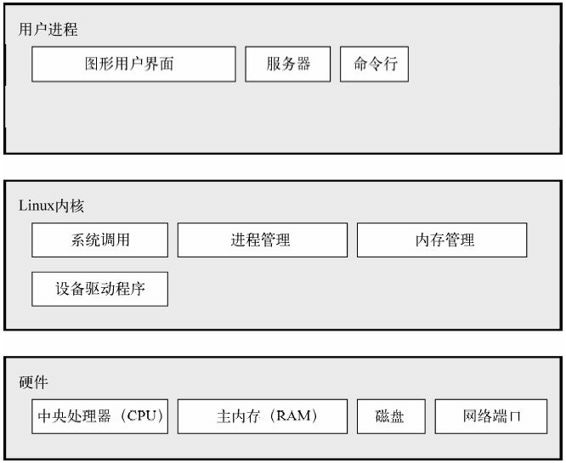 用户进程
图形用户界面 服务器 命令行
Linux内核
系统调用 进程管理 内存管理
设备驱动程序
硬件
中央处理器（CPU） 主内存（RAM） 磁盘 网络端口